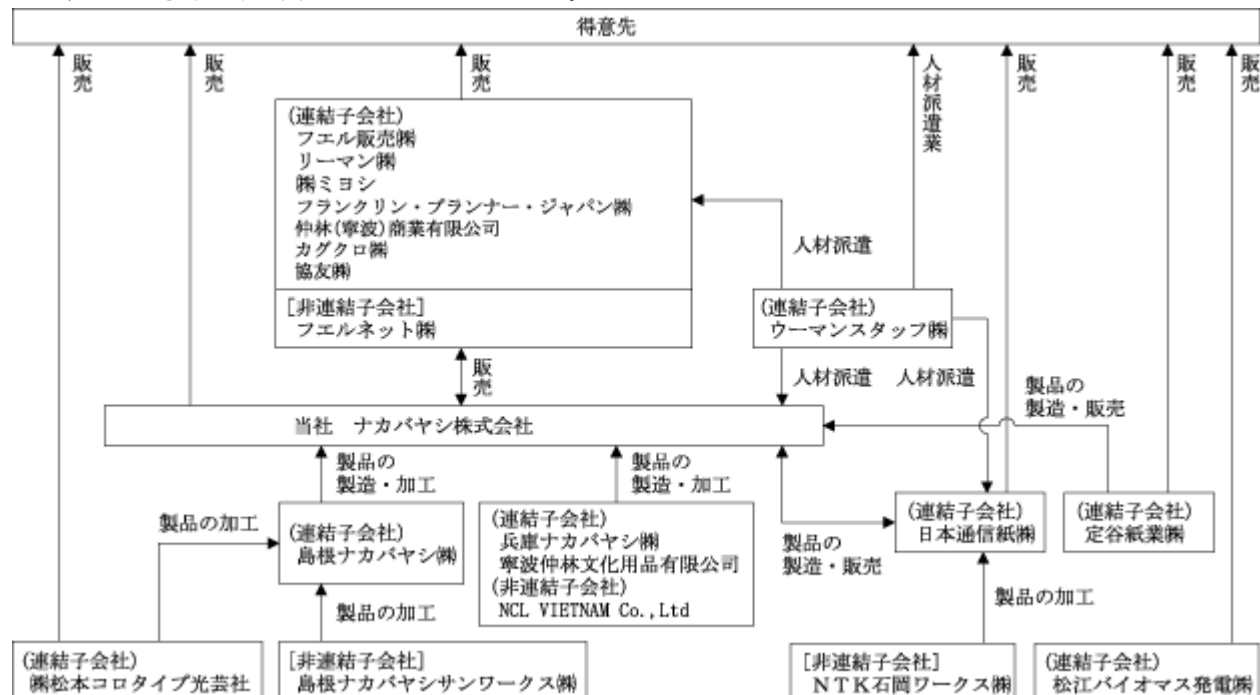 得意先
販売
販売
販売
人材派遣業
販売
販売
販売
(連結子会社)
フエル販売㈱
リーマン㈱
㈱ミヨシ
フランクリン・プランナー・ジャパン㈱
仲林(寧波)商業有限公司
カグクロ㈱
協友㈱
[非連結子会社]
フエルネット㈱
人材派遣
(連結子会社)
ウーマンスタッフ㈱
販売
人材派遣
人材派遣
製品の
製造・販売
当社　ナカバヤシ株式会社
製品の
製造・加工
製品の
製造・加工
製品の加工
(連結子会社)
島根ナカバヤシ㈱
(連結子会社)
兵庫ナカバヤシ㈱
寧波仲林文化用品有限公司
(非連結子会社)
NCL VIETNAM Co.,Ltd
製品の
製造・販売
(連結子会社)
日本通信紙㈱
(連結子会社)
定谷紙業㈱
製品の加工
製品の加工
(連結子会社)
㈱松本コロタイプ光芸社
[非連結子会社]
島根ナカバヤシサンワークス㈱
[非連結子会社]
NTK石岡ワークス㈱
(連結子会社)
松江バイオマス発電㈱